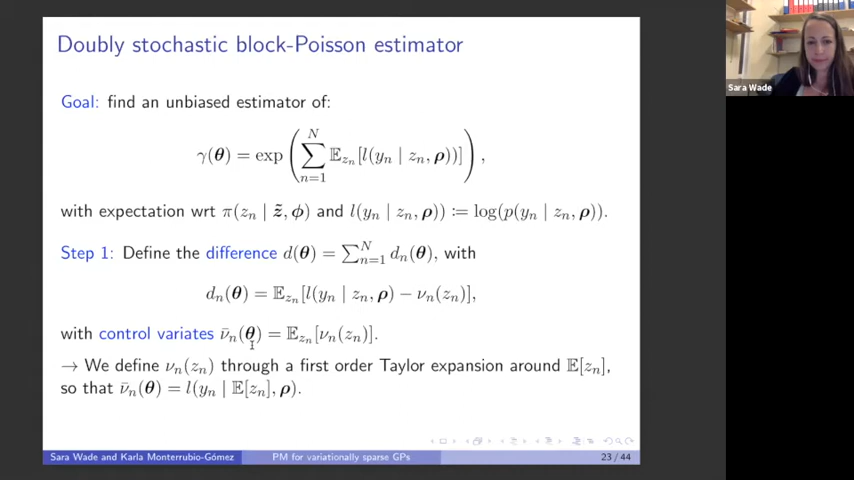 Doubly stochastic block-Poisson estimator
Sara Wade
Goal: find an unbiased estimator of:
γ(θ) = exp ( ∑_{n=1}^{N} 𝔼_{z_n}[l(y_n | z_n, ρ))] ) ,
with expectation wrt π(z_n | z̃, ϕ) and l(y_n | z_n, ρ)) := log(p(y_n | z_n, ρ)).
Step 1: Define the difference d(θ) = ∑_{n=1}^{N} d_n(θ), with
d_n(θ) = 𝔼_{z_n}[l(y_n | z_n, ρ) − ν_n(z_n)],
with control variates ν̄_n(θ) = 𝔼_{z_n}[ν_n(z_n)].
→ We define ν_n(z_n) through a first order Taylor expansion around 𝔼[z_n],
so that ν̄_n(θ) = l(y_n | 𝔼[z_n], ρ).
Sara Wade and Karla Monterrubio-Gómez PM for variationally sparse GPs 23 / 44